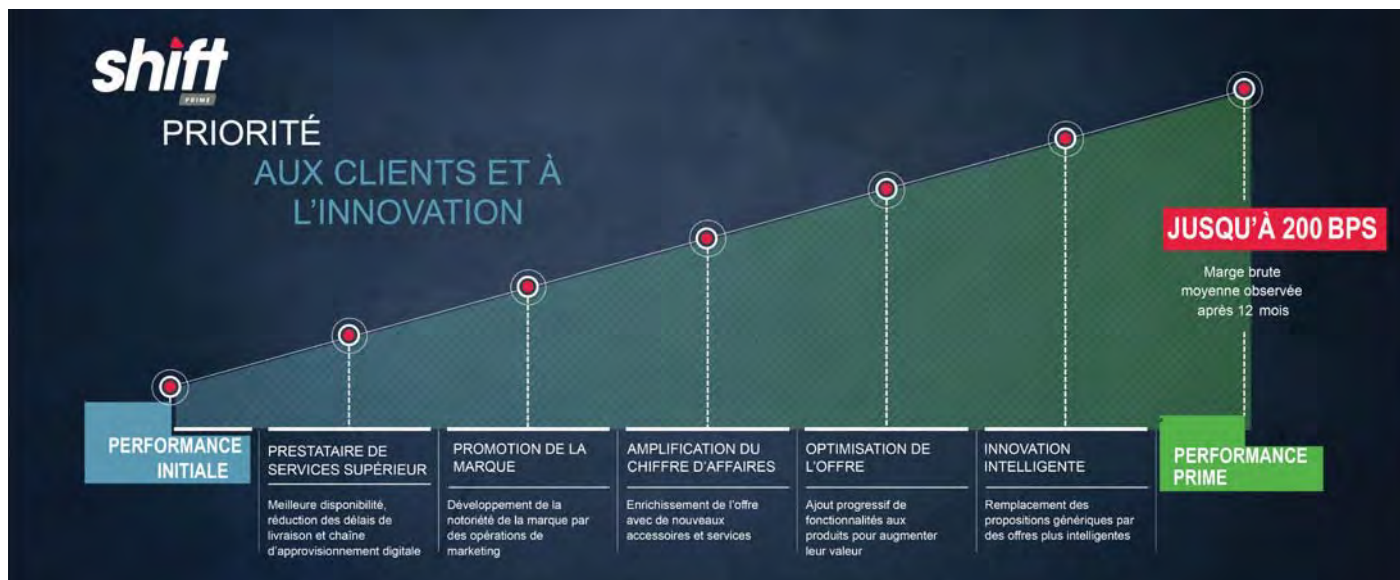 shift
PRIME
PRIORITÉ
AUX CLIENTS ET À
L'INNOVATION
JUSQU'À 200 BPS
Marge brute
moyenne observée
après 12 mois
PERFORMANCE
INITIALE
PRESTATAIRE DE
SERVICES SUPÉRIEUR
Meilleure disponibilité,
réduction des délais de
livraison et chaîne
d'approvisionnement digitale
PROMOTION DE LA
MARQUE
Développement de la
notoriété de la marque par
des opérations de
marketing
AMPLIFICATION DU
CHIFFRE D'AFFAIRES
Enrichissement de l'offre
avec de nouveaux
accessoires et services
OPTIMISATION DE
L'OFFRE
Ajout progressif de
fonctionnalités aux
produits pour augmenter
leur valeur
INNOVATION
INTELLIGENTE
Remplacement des
propositions génériques par
des offres plus intelligentes
PERFORMANCE
PRIME